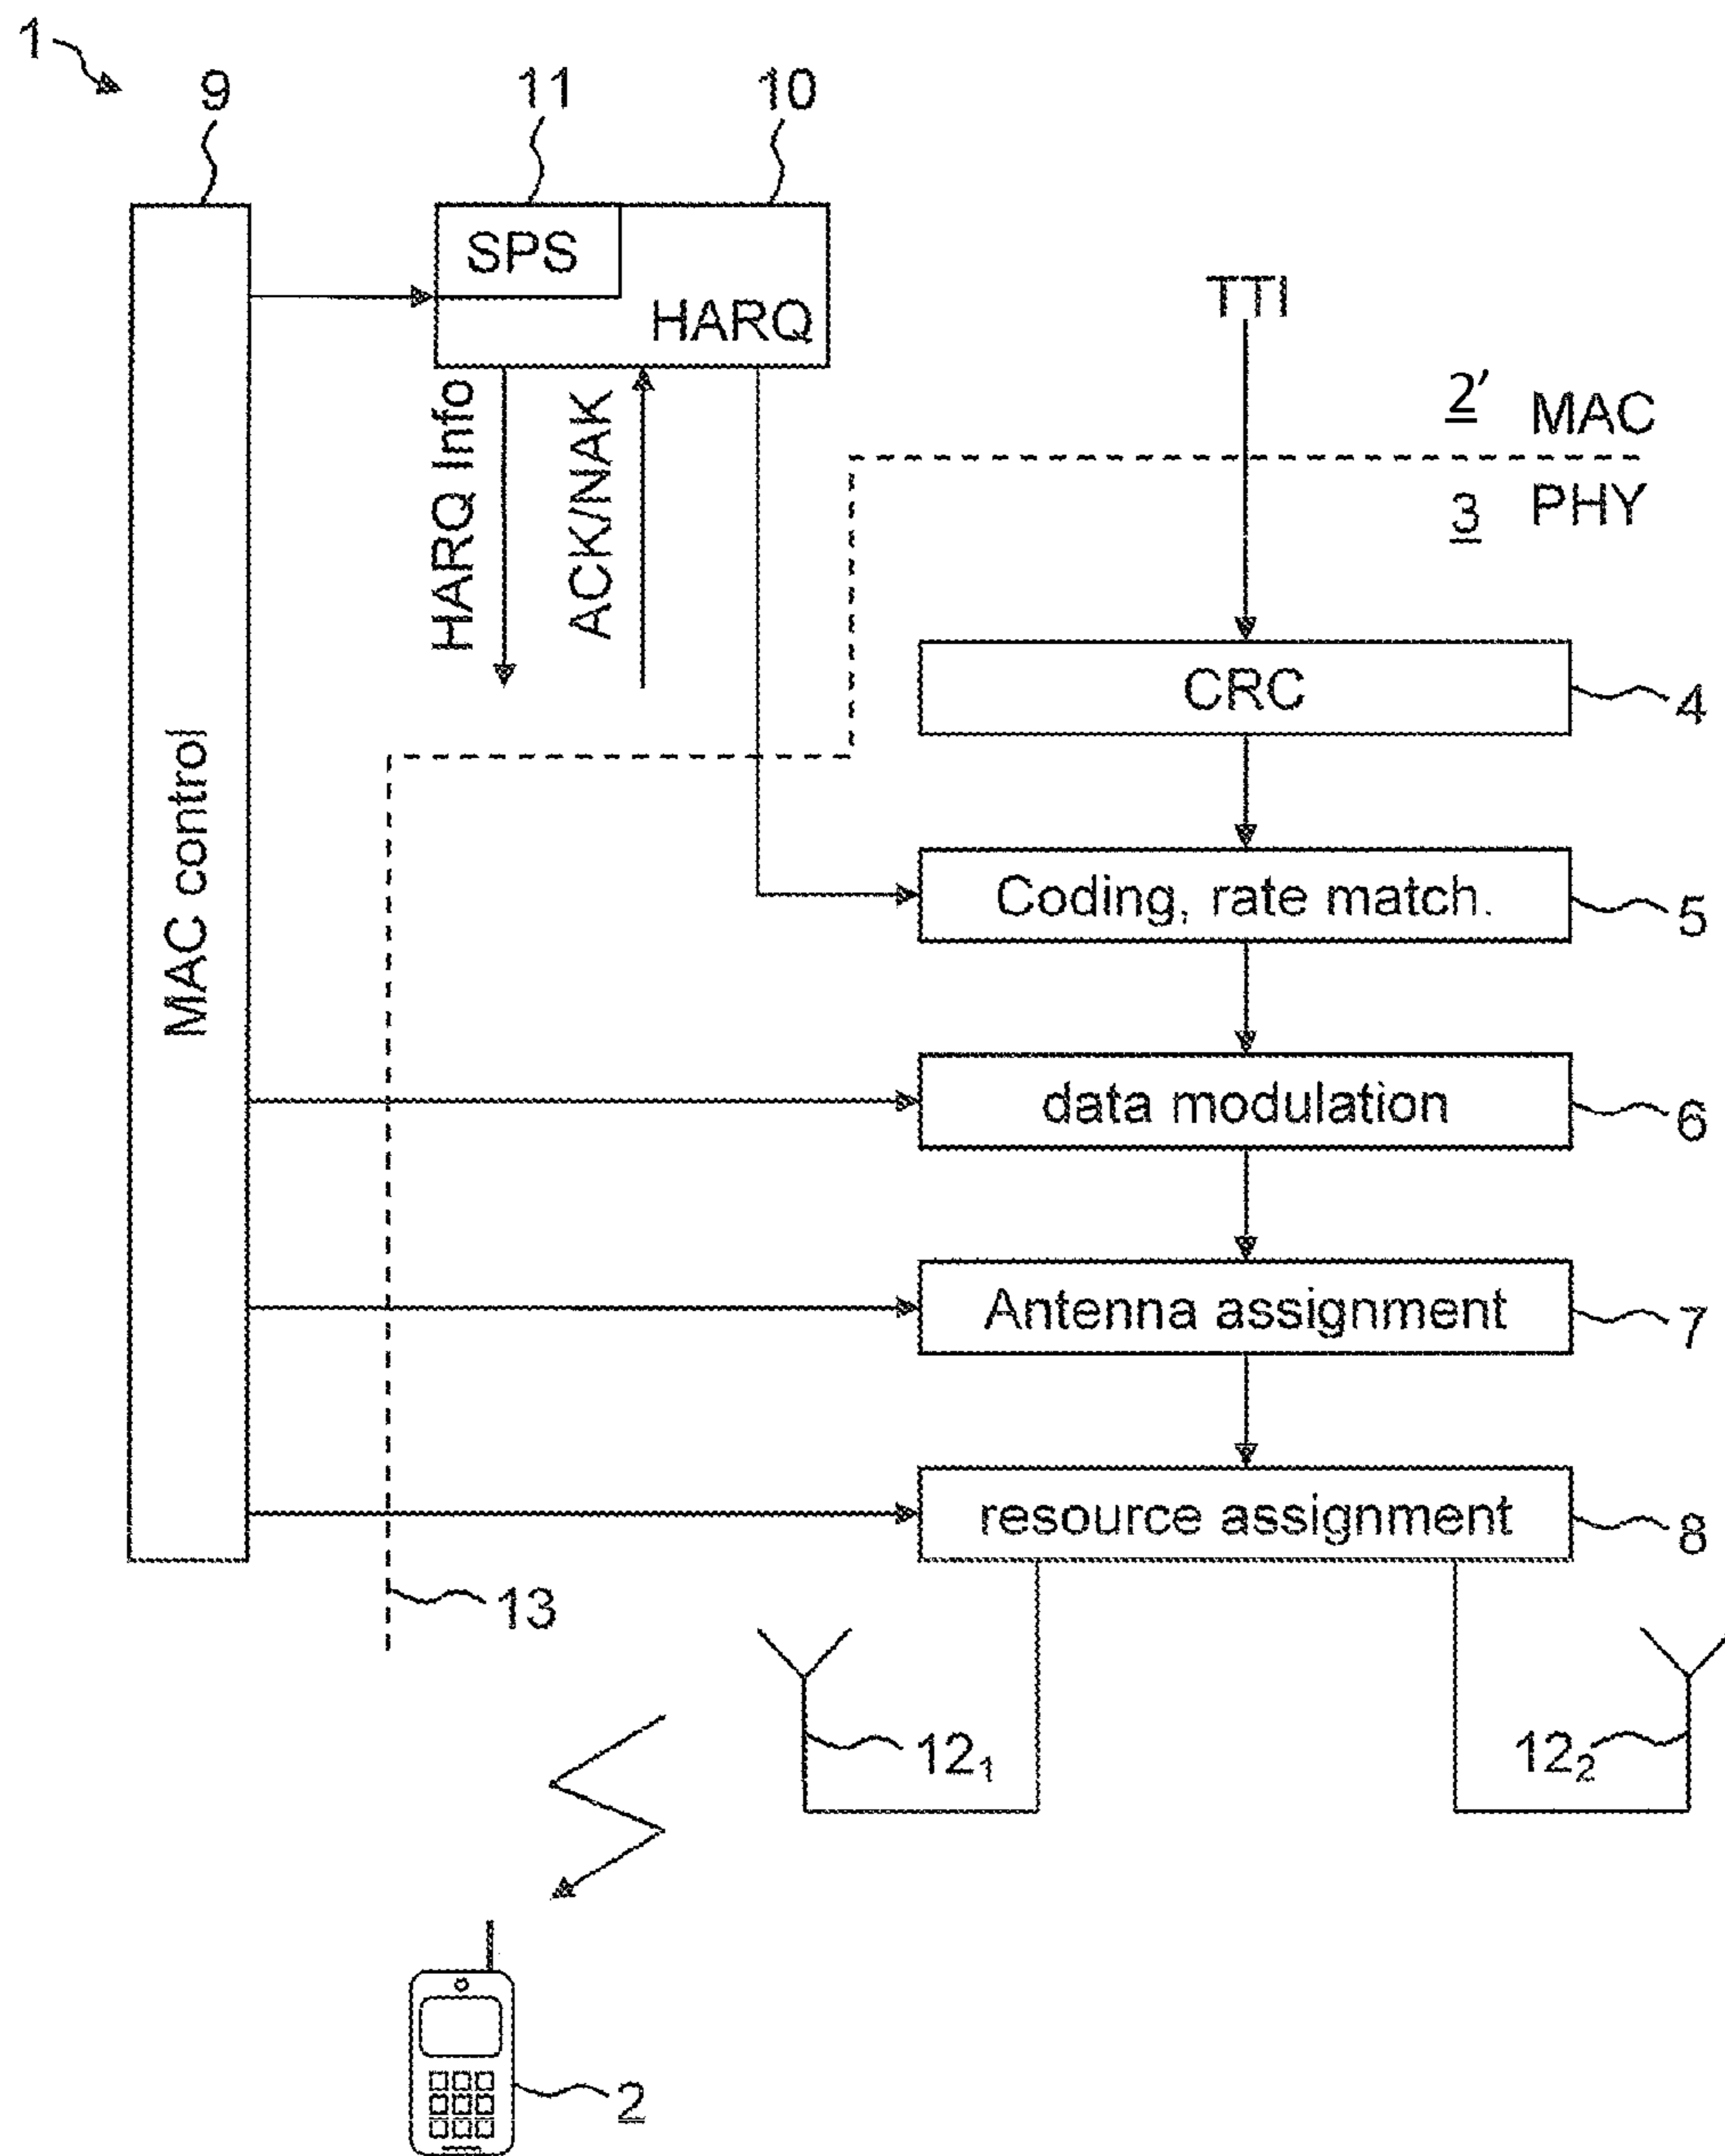 1
9
11
10
SPS
HARQ
TTI
2' MAC
3 PHY
HARQ Info
ACK/NAK
CRC
4
MAC control
Coding, rate match.
5
data modulation
6
Antenna assignment
7
resource assignment
8
13
12₁
12₂
2